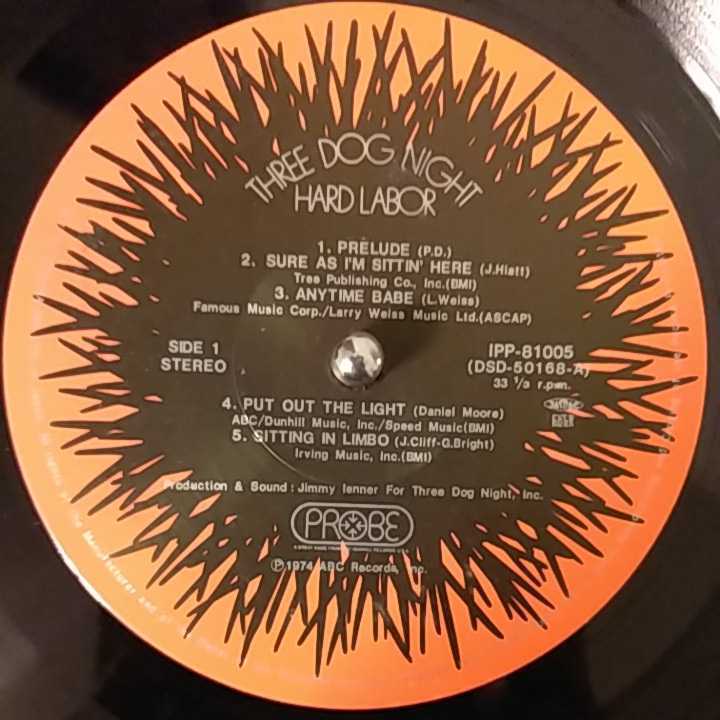 THREE DOG NIGHT
HARD LABOR
1. PRELUDE (P.D.)
2. SURE AS I'M SITTIN' HERE (J.Hiatt)
Tree Publishing Co., Inc.(BMI)
3. ANYTIME BABE (L.Weiss)
Famous Music Corp./Larry Weiss Music Ltd.(ASCAP)
SIDE 1
STEREO
IPP-81005
(DSD-50168-A)
33 1/3 r.p.m.
4. PUT OUT THE LIGHT (Daniel Moore)
ABC/Dunhill Music, Inc./Speed Music(BMI)
5. SITTING IN LIMBO (J.Cliff-G.Bright)
Irving Music, Inc.(BMI)
Production & Sound : Jimmy Ienner For Three Dog Night, Inc.
PROBE
Ⓟ1974 ABC Records, Inc.